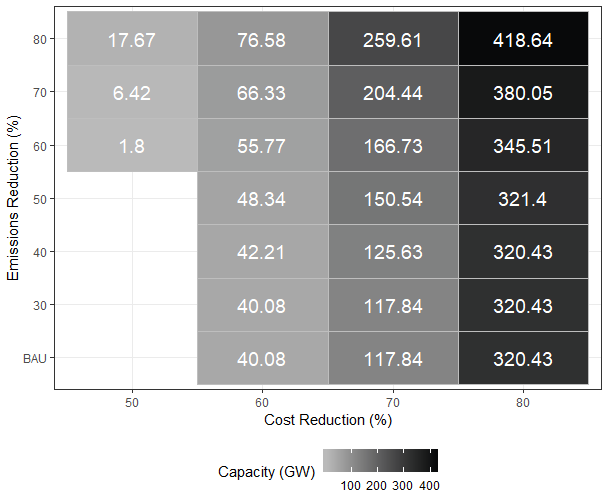 80 17.67 76.58 259.61 418.64
70 6.42 66.33 204.44 380.05
60 1.8 55.77 166.73 345.51
50 48.34 150.54 321.4
40 42.21 125.63 320.43
30 40.08 117.84 320.43
BAU 40.08 117.84 320.43
Emissions Reduction (%)
50 60 70 80
Cost Reduction (%)
Capacity (GW)
100 200 300 400